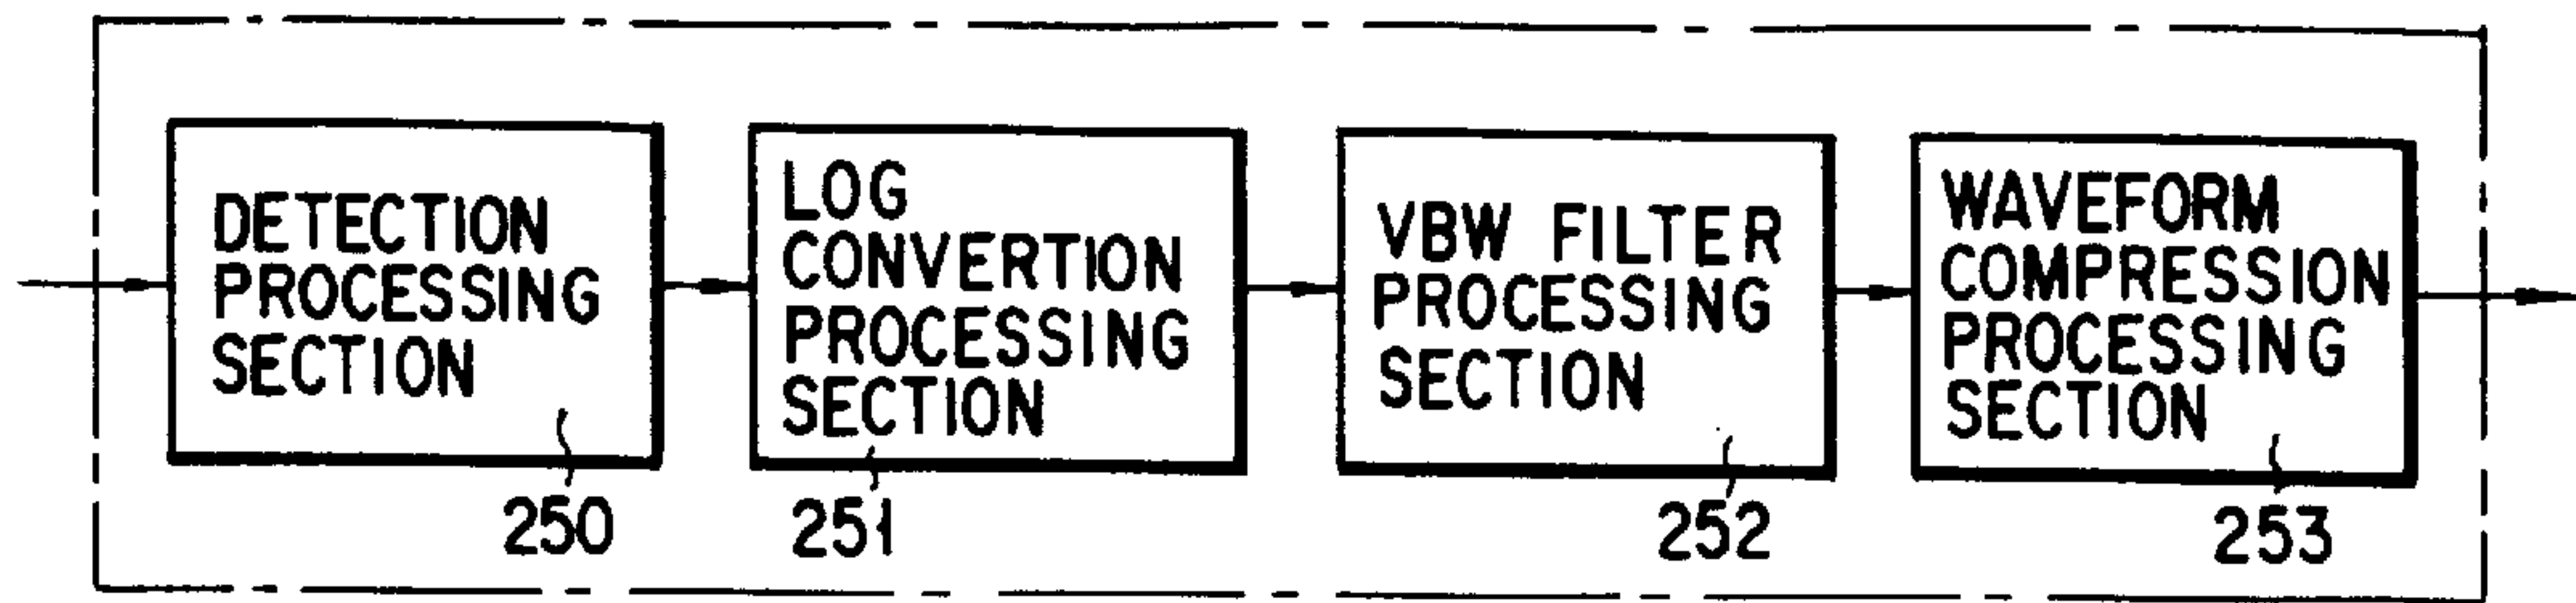 DETECTION
PROCESSING
SECTION
250
LOG
CONVERTION
PROCESSING
SECTION
251
VBW FILTER
PROCESSING
SECTION
252
WAVEFORM
COMPRESSION
PROCESSING
SECTION
253